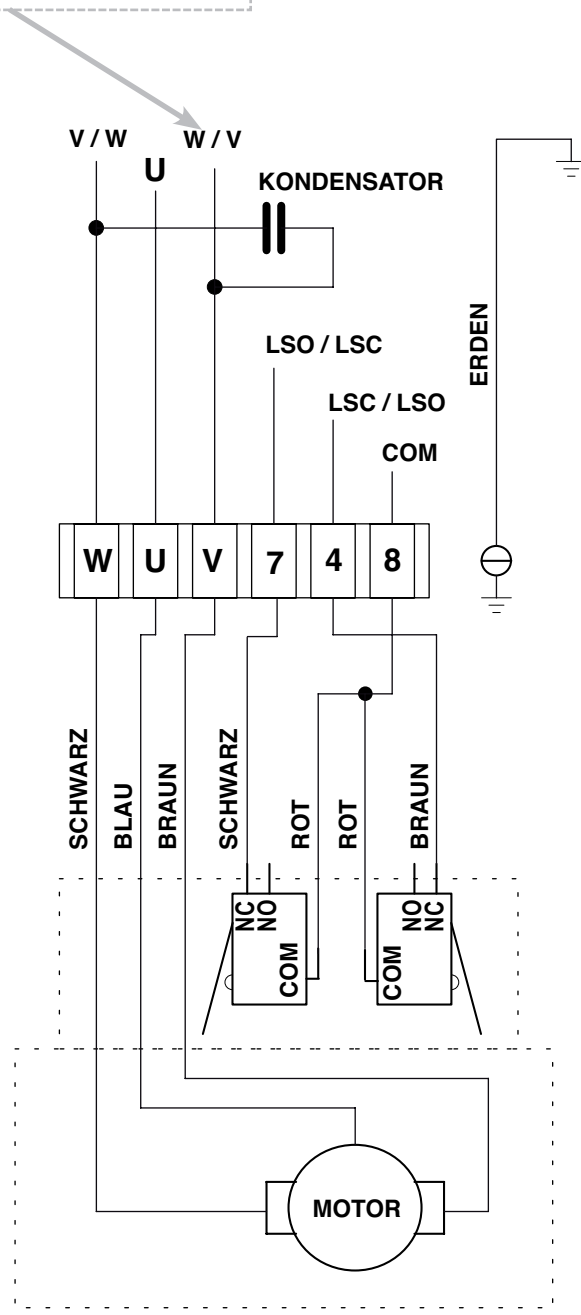 V / W
U
W / V
KONDENSATOR
LSO / LSC
LSC / LSO
COM
ERDEN
W U V 7 4 8
SCHWARZ
BLAU
BRAUN
SCHWARZ
ROT
ROT
BRAUN
NC
NO
COM
COM
NO
NC
MOTOR